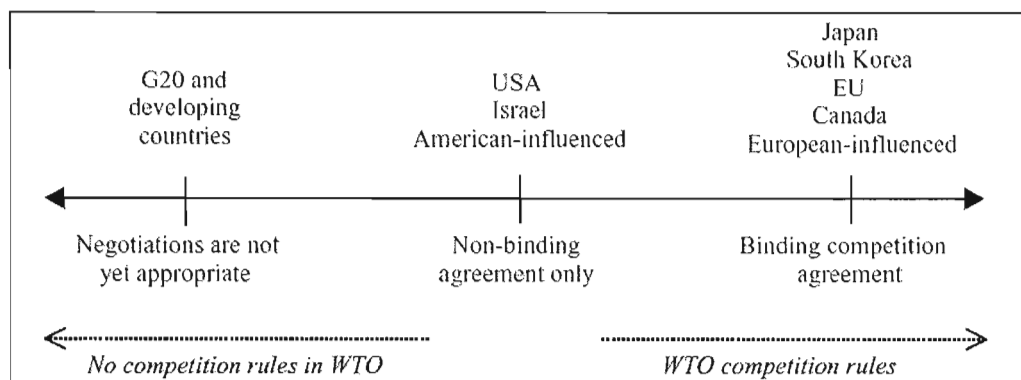 G20 and
developing
countries
USA
Israel
American-influenced
Japan
South Korea
EU
Canada
European-influenced
Negotiations are not
yet appropriate
Non-binding
agreement only
Binding competition
agreement
No competition rules in WTO
WTO competition rules